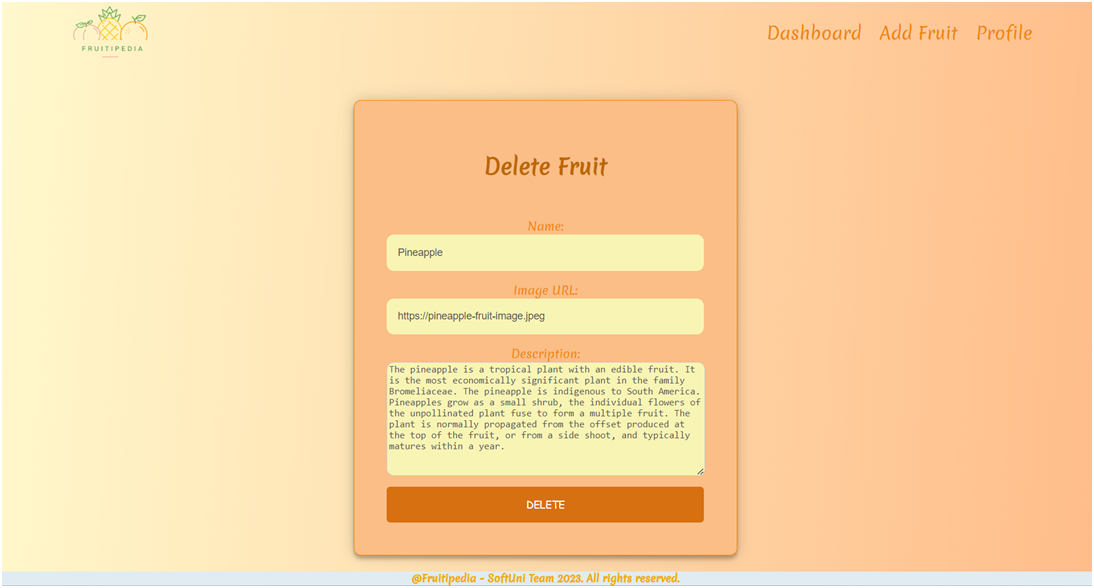 FRUITIPEDIA
Dashboard Add Fruit Profile
Delete Fruit
Name:
Pineapple
Image URL:
https://pineapple-fruit-image.jpeg
Description:
The pineapple is a tropical plant with an edible fruit. It
is the most economically significant plant in the family
Bromeliaceae. The pineapple is indigenous to South America.
Pineapples grow as a small shrub, the individual flowers of
the unpollinated plant fuse to form a multiple fruit. The
plant is normally propagated from the offset produced at
the top of the fruit, or from a side shoot, and typically
matures within a year.
DELETE
@Fruitipedia - SoftUni Team 2023. All rights reserved.